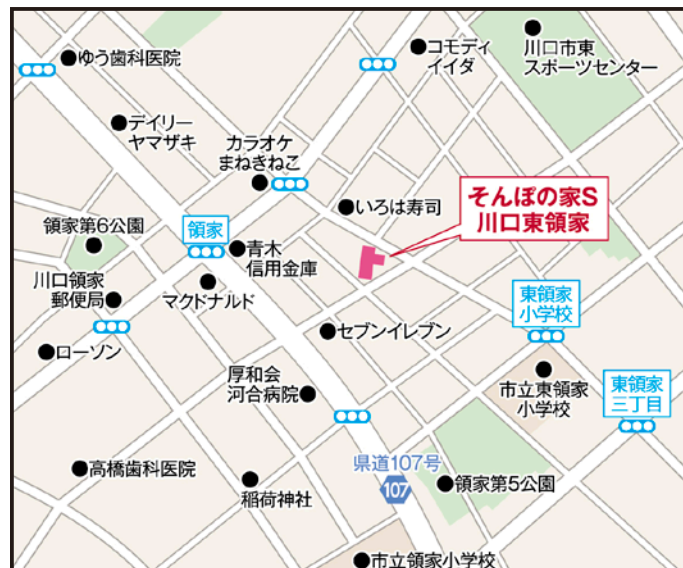 コモディ
イイダ
川口市東
スポーツセンター
ゆう歯科医院
デイリー
ヤマザキ
カラオケ
まねきねこ
いろは寿司
そんぽの家S
川口東領家
領家第6公園
領家
青木
信用金庫
川口領家
郵便局
マクドナルド
東領家
小学校
セブンイレブン
ローソン
厚和会
河合病院
市立東領家
小学校
東領家
三丁目
県道107号
107
高橋歯科医院
稲荷神社
領家第5公園
市立領家小学校